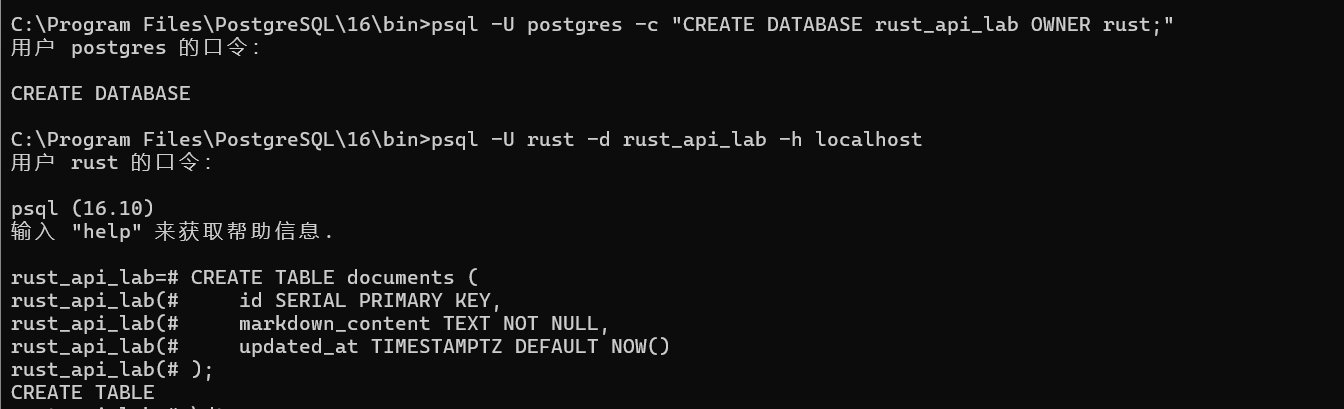 C:\Program Files\PostgreSQL\16\bin>psql -U postgres -c "CREATE DATABASE rust_api_lab OWNER rust;"
用户 postgres 的口令：
CREATE DATABASE
C:\Program Files\PostgreSQL\16\bin>psql -U rust -d rust_api_lab -h localhost
用户 rust 的口令：
psql (16.10)
输入 "help" 来获取帮助信息.
rust_api_lab=# CREATE TABLE documents (
rust_api_lab(#     id SERIAL PRIMARY KEY,
rust_api_lab(#     markdown_content TEXT NOT NULL,
rust_api_lab(#     updated_at TIMESTAMPTZ DEFAULT NOW()
rust_api_lab(# );
CREATE TABLE